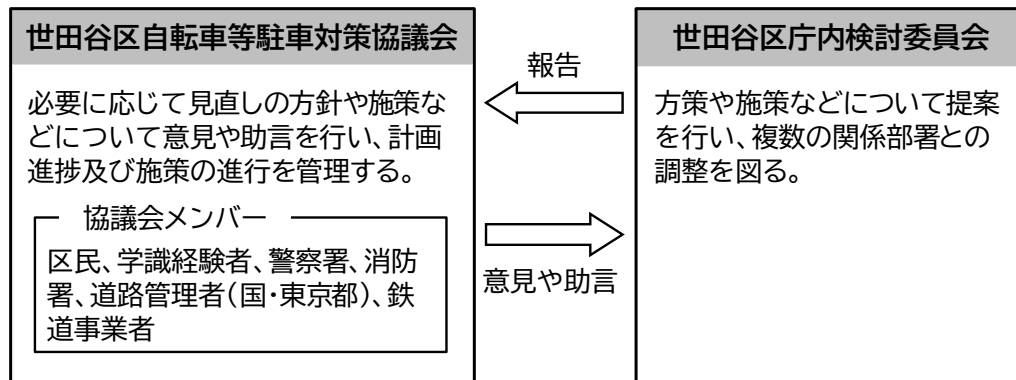 世田谷区自転車等駐車対策協議会
必要に応じて見直しの方針や施策な
どについて意見や助言を行い、計画
進捗及び施策の進行を管理する。
協議会メンバー
区民、学識経験者、警察署、消防
署、道路管理者(国・東京都)、鉄
道事業者
報告
意見や助言
世田谷区庁内検討委員会
方策や施策などについて提案
を行い、複数の関係部署との
調整を図る。